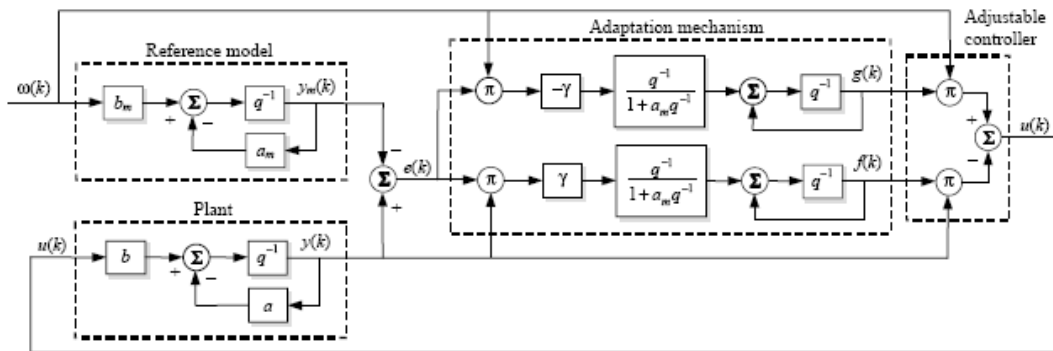 Adjustable controller
Adaptation mechanism
Reference model
ω(k)
b_m
Σ
q⁻¹
y_m(k)
+
−
a_m
π
−γ
q⁻¹
1 + a_m q⁻¹
Σ
q⁻¹
g(k)
π
+
Σ
u(k)
−
−
Σ
e(k)
+
π
γ
q⁻¹
1 + a_m q⁻¹
Σ
q⁻¹
f(k)
π
Plant
u(k)
b
Σ
q⁻¹
y(k)
+
−
a